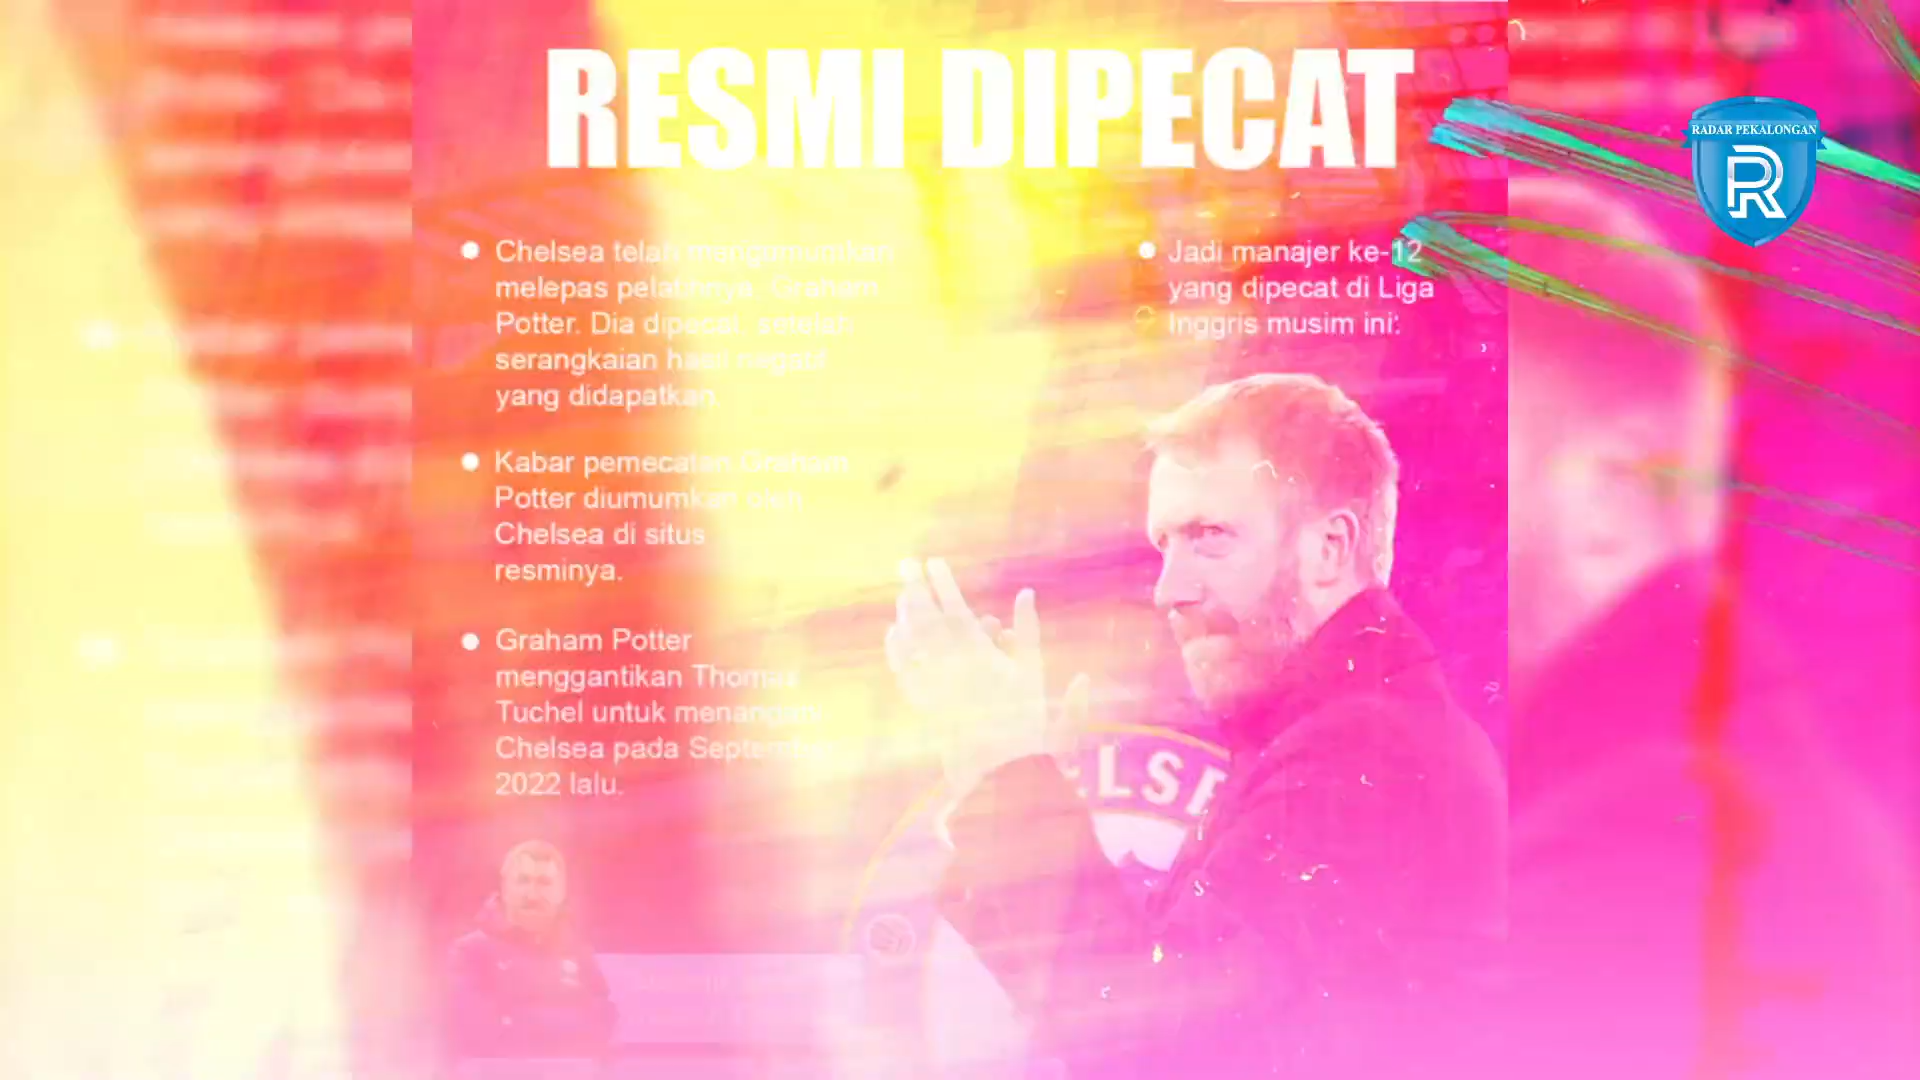 RESMI DIPECAT
RADAR PEKALONGAN
R
Chelsea telah mengumumkan
melepas pelatihnya, Graham
Potter. Dia dipecat, setelah
serangkaian hasil negatif
yang didapatkan.
Kabar pemecatan Graham
Potter diumumkan oleh
Chelsea di situs
resminya.
Graham Potter
menggantikan Thomas
Tuchel untuk menangani
Chelsea pada September
2022 lalu.
Jadi manajer ke-12
yang dipecat di Liga
Inggris musim ini:
ELSE